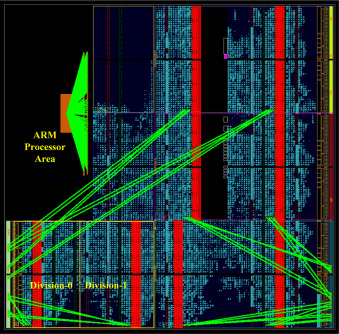 ARM
Processor
Area
Division-0
Division-1